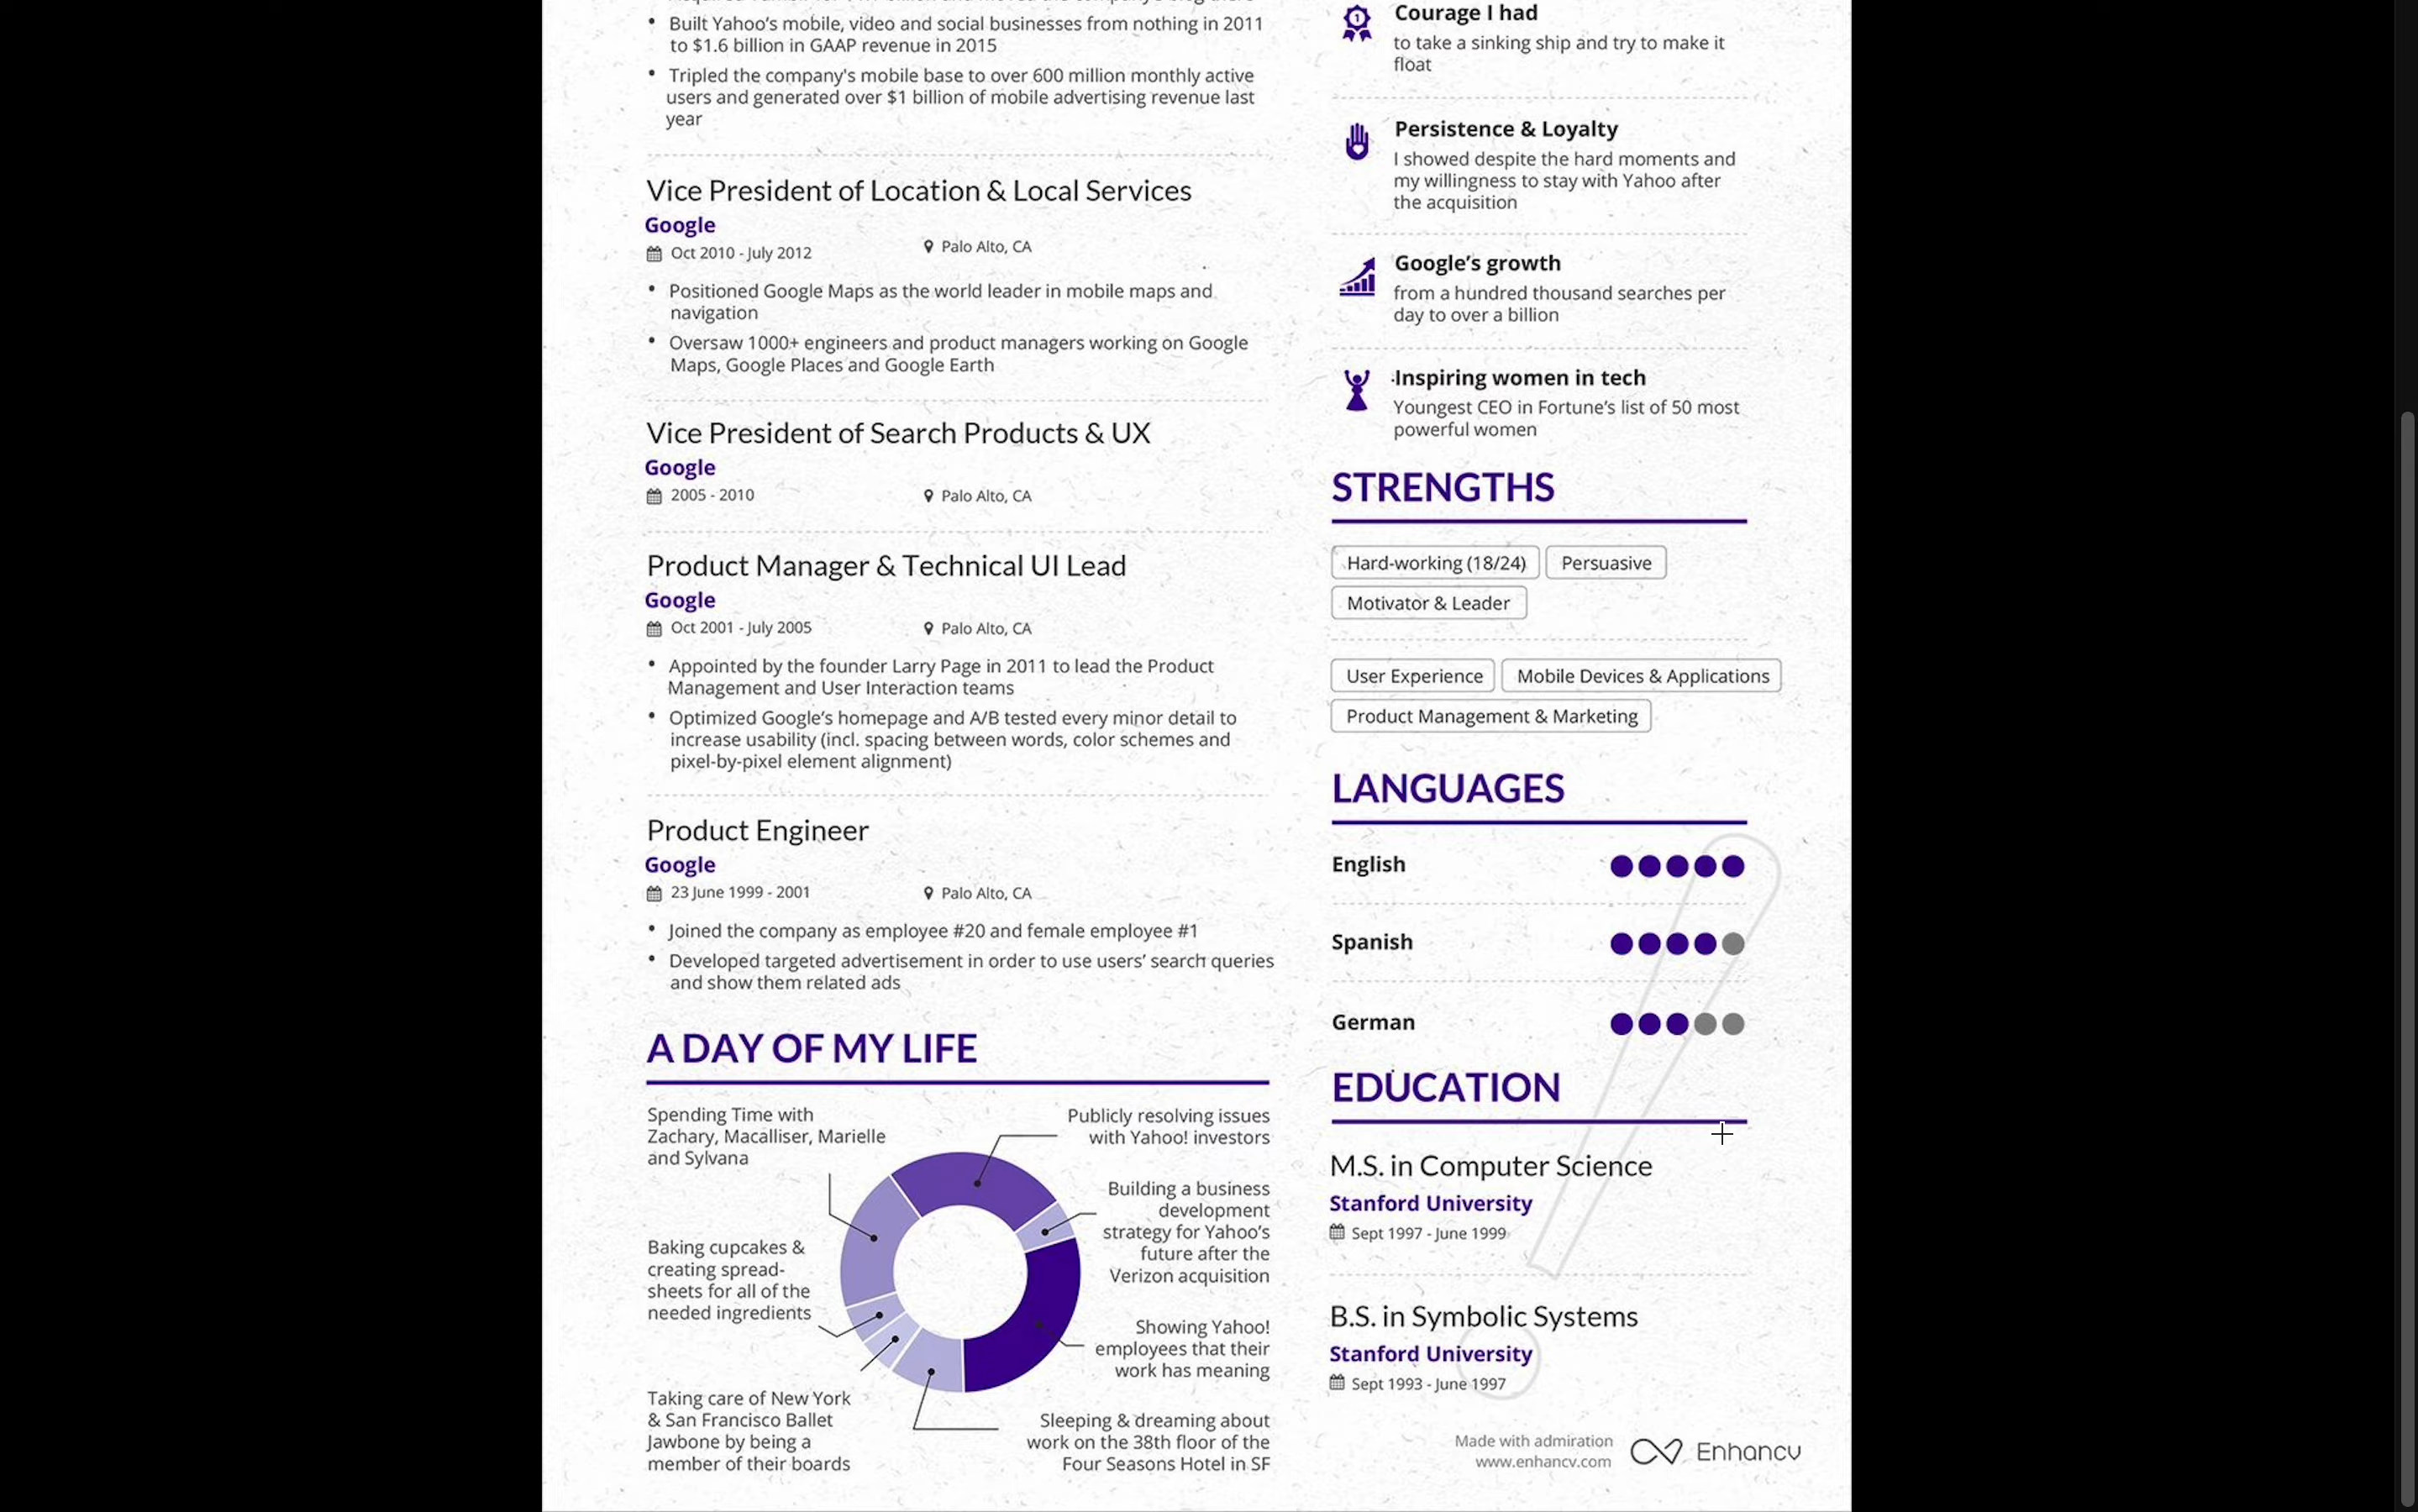 Built Yahoo’s mobile, video and social businesses from nothing in 2011
to $1.6 billion in GAAP revenue in 2015
Tripled the company's mobile base to over 600 million monthly active
users and generated over $1 billion of mobile advertising revenue last
year
Vice President of Location & Local Services
Google
Oct 2010 - July 2012
Palo Alto, CA
Positioned Google Maps as the world leader in mobile maps and
navigation
Oversaw 1000+ engineers and product managers working on Google
Maps, Google Places and Google Earth
Vice President of Search Products & UX
Google
2005 - 2010
Palo Alto, CA
Product Manager & Technical UI Lead
Google
Oct 2001 - July 2005
Palo Alto, CA
Appointed by the founder Larry Page in 2011 to lead the Product
Management and User Interaction teams
Optimized Google’s homepage and A/B tested every minor detail to
increase usability (incl. spacing between words, color schemes and
pixel-by-pixel element alignment)
Product Engineer
Google
23 June 1999 - 2001
Palo Alto, CA
Joined the company as employee #20 and female employee #1
Developed targeted advertisement in order to use users’ search queries
and show them related ads
A DAY OF MY LIFE
Spending Time with
Zachary, Macalliser, Marielle
and Sylvana
Baking cupcakes &
creating spread-
sheets for all of the
needed ingredients
Taking care of New York
& San Francisco Ballet
Jawbone by being a
member of their boards
Publicly resolving issues
with Yahoo! investors
Building a business
development
strategy for Yahoo’s
future after the
Verizon acquisition
Showing Yahoo!
employees that their
work has meaning
Sleeping & dreaming about
work on the 38th floor of the
Four Seasons Hotel in SF
1
Courage I had
to take a sinking ship and try to make it
float
Persistence & Loyalty
I showed despite the hard moments and
my willingness to stay with Yahoo after
the acquisition
Google’s growth
from a hundred thousand searches per
day to over a billion
Inspiring women in tech
Youngest CEO in Fortune’s list of 50 most
powerful women
STRENGTHS
Hard-working (18/24)
Persuasive
Motivator & Leader
User Experience
Mobile Devices & Applications
Product Management & Marketing
LANGUAGES
English
Spanish
German
EDUCATION
M.S. in Computer Science
Stanford University
Sept 1997 - June 1999
B.S. in Symbolic Systems
Stanford University
Sept 1993 - June 1997
Made with admiration
www.enhancv.com
Enhancv